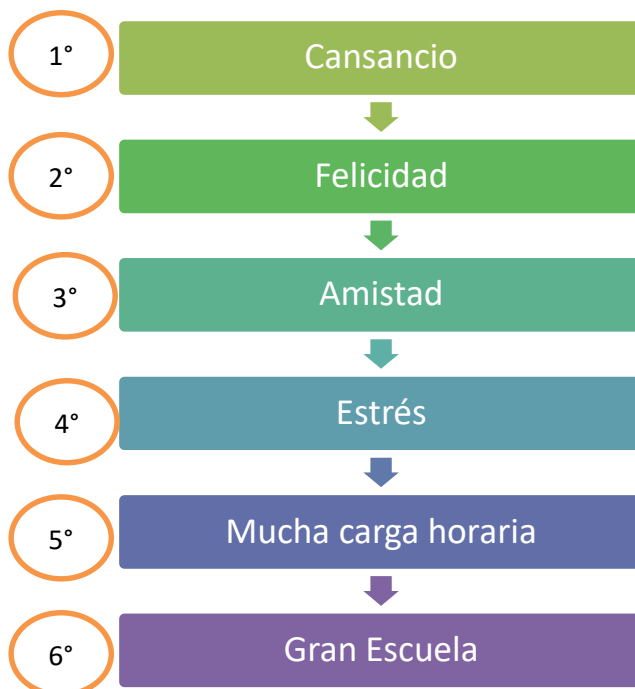 1° Cansancio
2° Felicidad
3° Amistad
4° Estrés
5° Mucha carga horaria
6° Gran Escuela